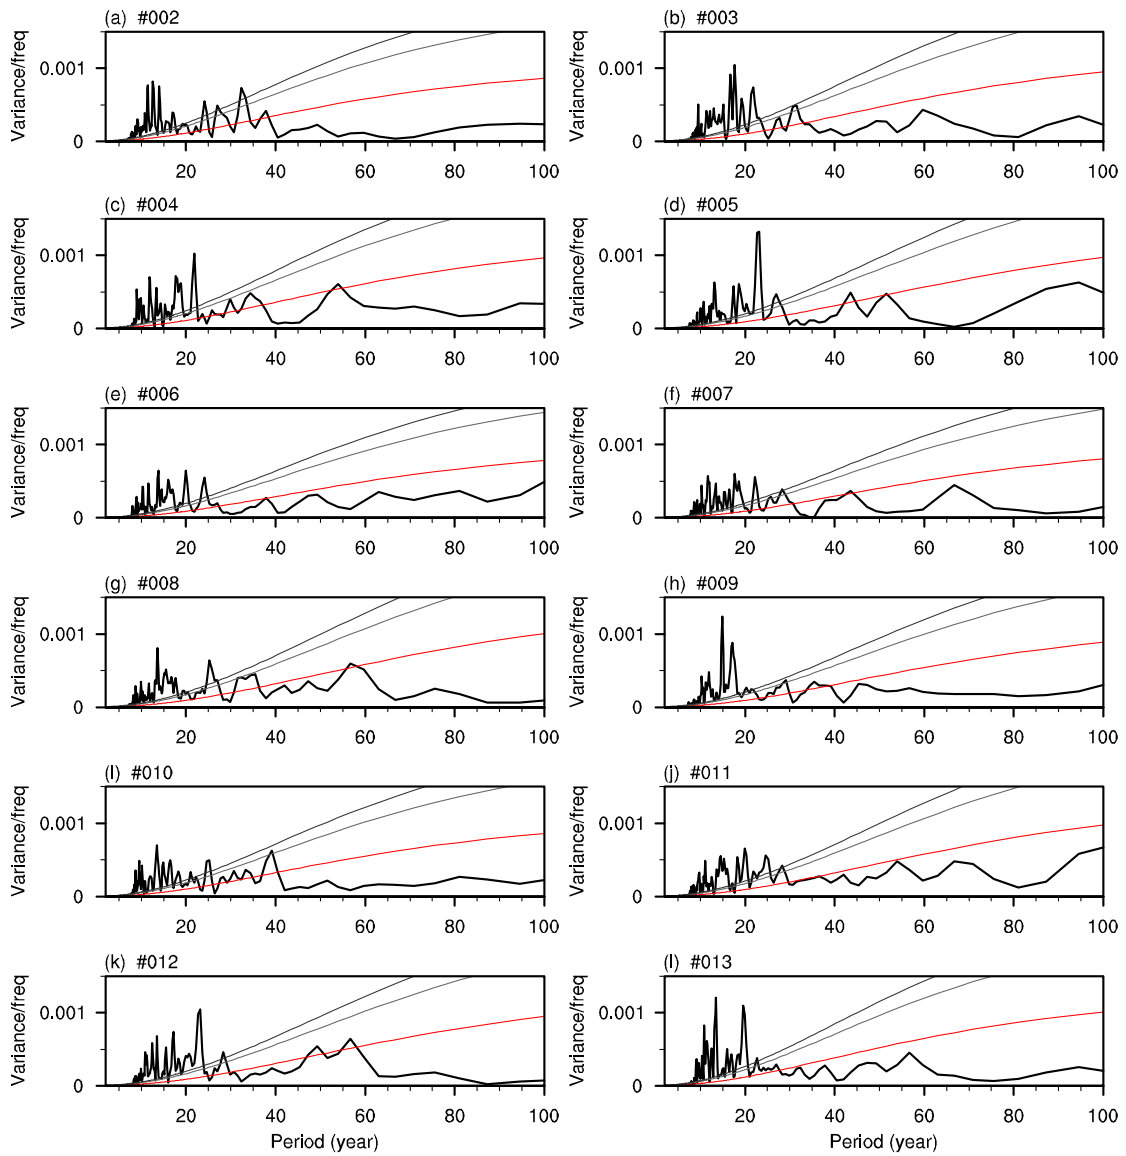 (a) #002
(b) #003
Variance/freq
0.001
0
20 40 60 80 100
Variance/freq
0.001
0
20 40 60 80 100
(c) #004
(d) #005
Variance/freq
0.001
0
20 40 60 80 100
Variance/freq
0.001
0
20 40 60 80 100
(e) #006
(f) #007
Variance/freq
0.001
0
20 40 60 80 100
Variance/freq
0.001
0
20 40 60 80 100
(g) #008
(h) #009
Variance/freq
0.001
0
20 40 60 80 100
Variance/freq
0.001
0
20 40 60 80 100
(l) #010
(j) #011
Variance/freq
0.001
0
20 40 60 80 100
Variance/freq
0.001
0
20 40 60 80 100
(k) #012
(l) #013
Variance/freq
0.001
0
20 40 60 80 100
Period (year)
Variance/freq
0.001
0
20 40 60 80 100
Period (year)